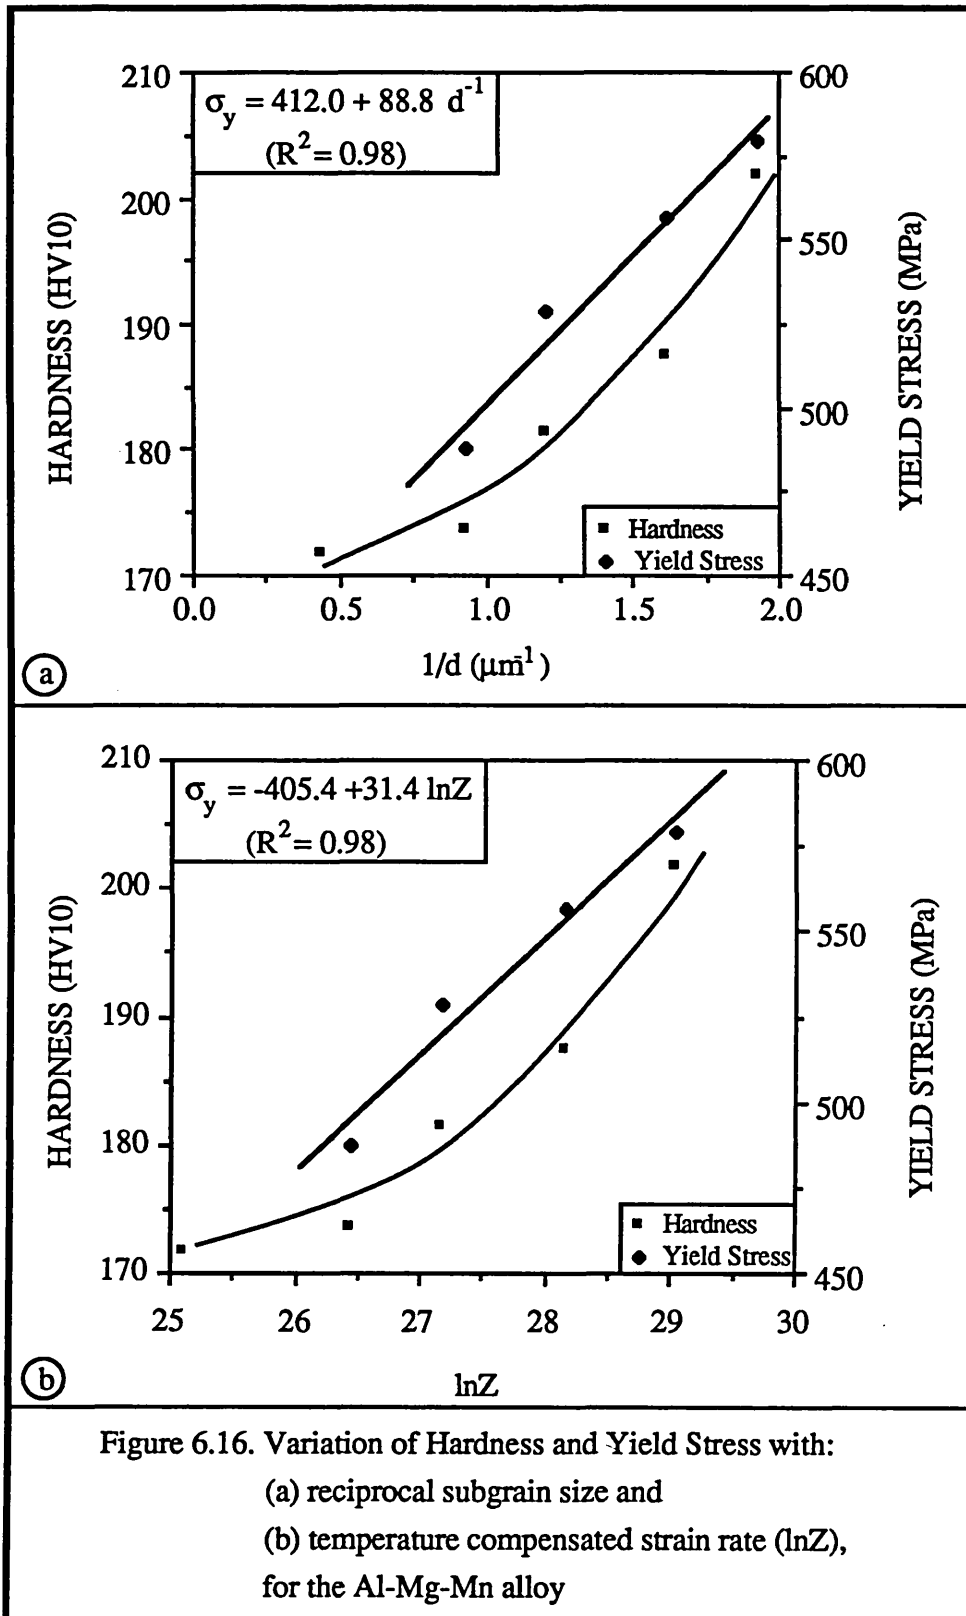 210
600
σy = 412.0 + 88.8 d-1
(R2 = 0.98)
200
550
190
500
180
Hardness
Yield Stress
170
450
0.0 0.5 1.0 1.5 2.0
HARDNESS (HV10)
YIELD STRESS (MPa)
1/d (μm-1)
a
210
600
σy = -405.4 +31.4 lnZ
(R2 = 0.98)
200
550
190
500
180
Hardness
Yield Stress
170
450
25 26 27 28 29 30
HARDNESS (HV10)
YIELD STRESS (MPa)
lnZ
b
Figure 6.16. Variation of Hardness and Yield Stress with:
(a) reciprocal subgrain size and
(b) temperature compensated strain rate (lnZ),
for the Al-Mg-Mn alloy